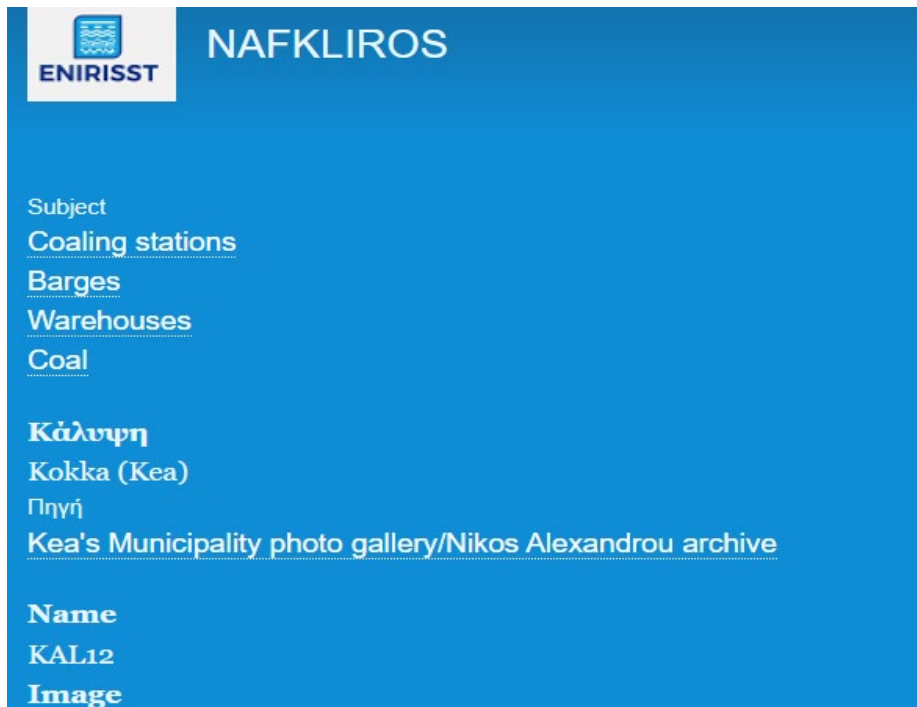 ENIRISST
NAFKLIROS
Subject
Coaling stations
Barges
Warehouses
Coal
Κάλυψη
Kokka (Kea)
Πηγή
Kea's Municipality photo gallery/Nikos Alexandrou archive
Name
KAL12
Image